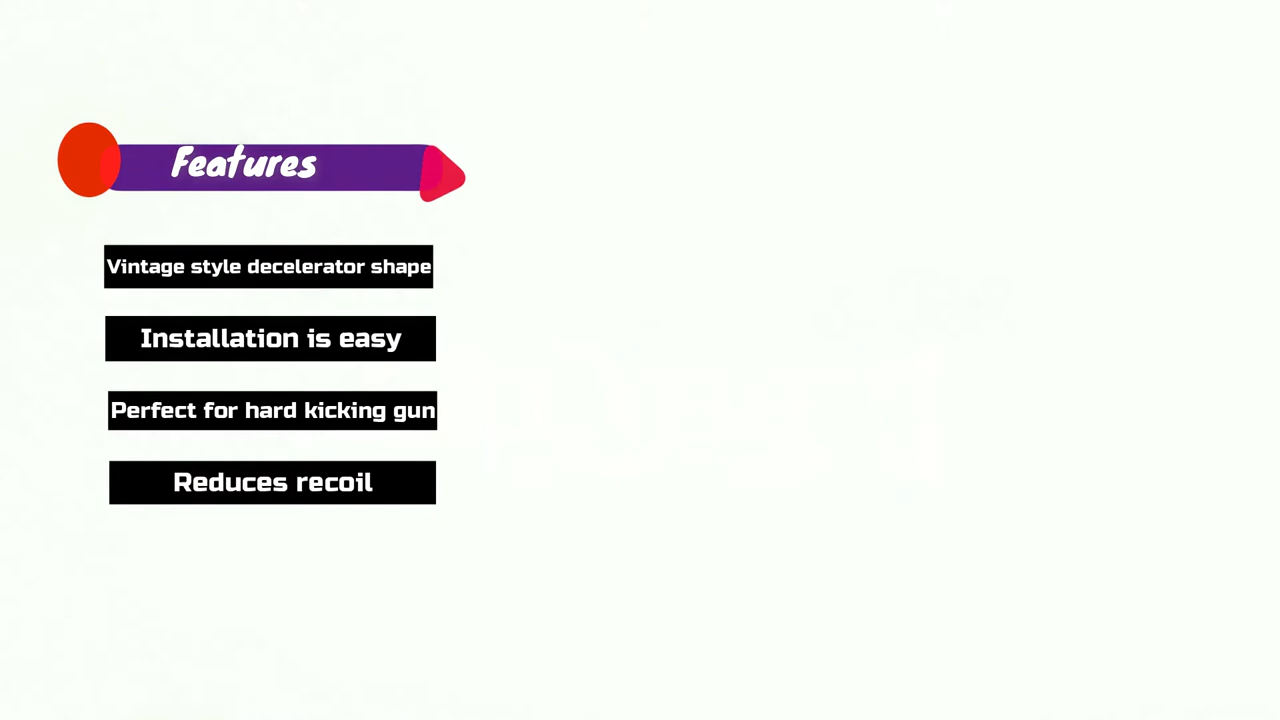 Features
Vintage style decelerator shape
Installation is easy
Perfect for hard kicking gun
Reduces recoil